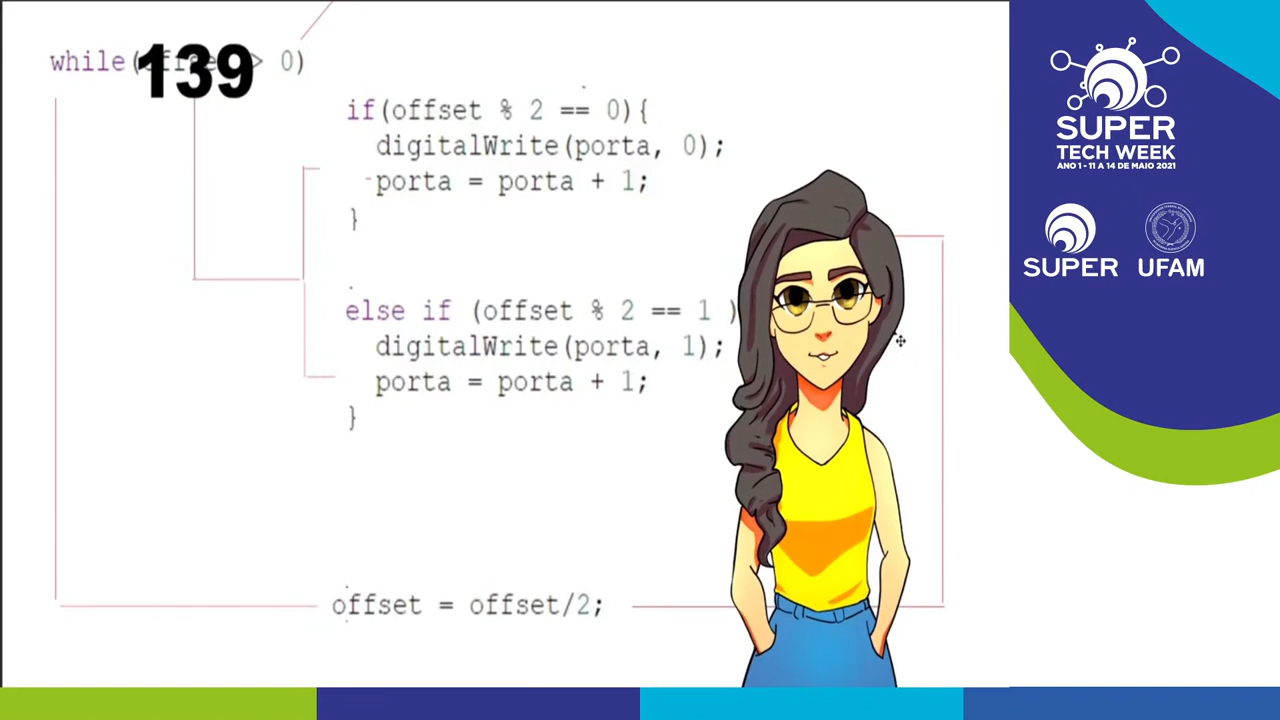 139
while( > 0)
if(offset % 2 == 0){
digitalWrite(porta, 0);
porta = porta + 1;
}
else if (offset % 2 == 1 )
digitalWrite(porta, 1);
porta = porta + 1;
}
offset = offset/2;
SUPER
TECH WEEK
ANO 1 - 11 A 14 DE MAIO 2021
SUPER
UFAM